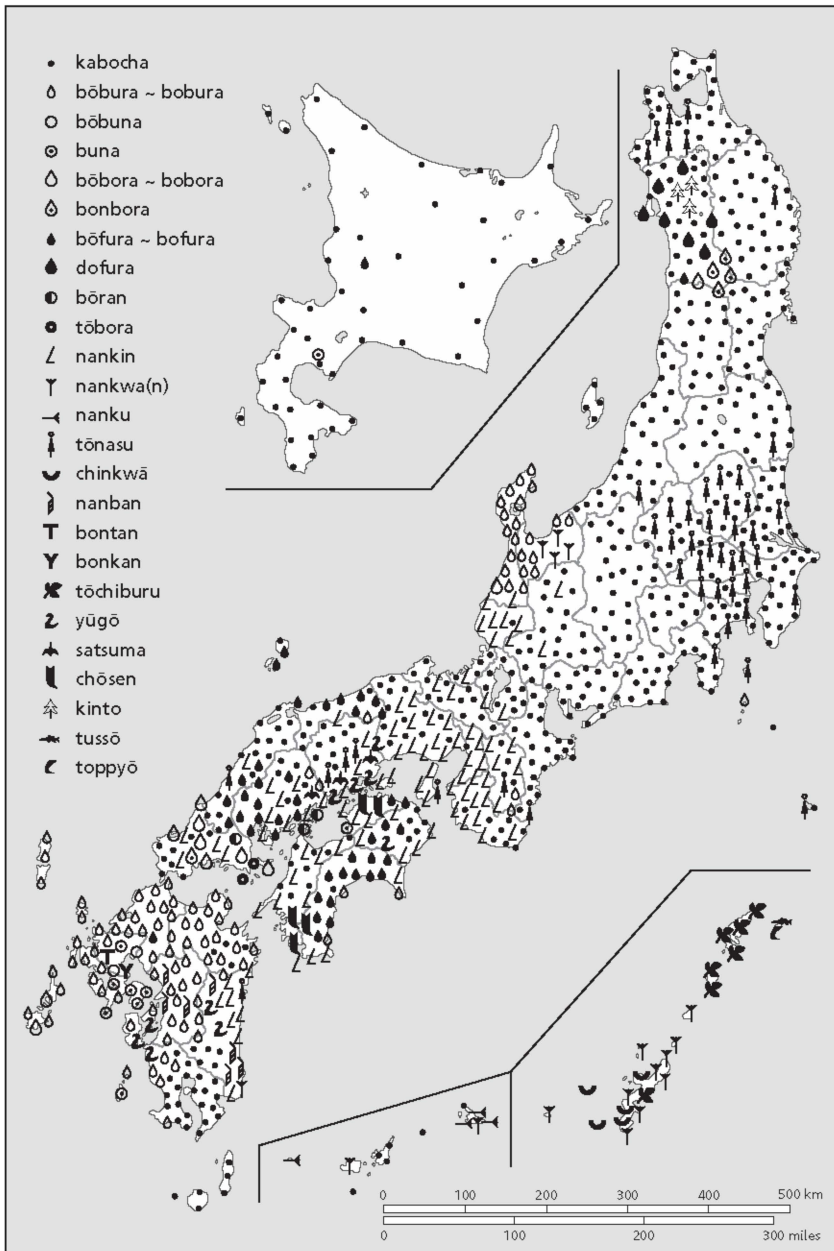 kabocha
bōbura ~ bobura
bōbuna
buna
bōbora ~ bobora
bonbora
bōfura ~ bofura
dofura
bōran
tōbora
nankin
nankwa(n)
nanku
tōnasu
chinkwā
nanban
bontan
bonkan
tōchiburu
yūgō
satsuma
chōsen
kinto
tussō
toppyō
0 100 200 300 400 500 km
0 100 200 300 miles